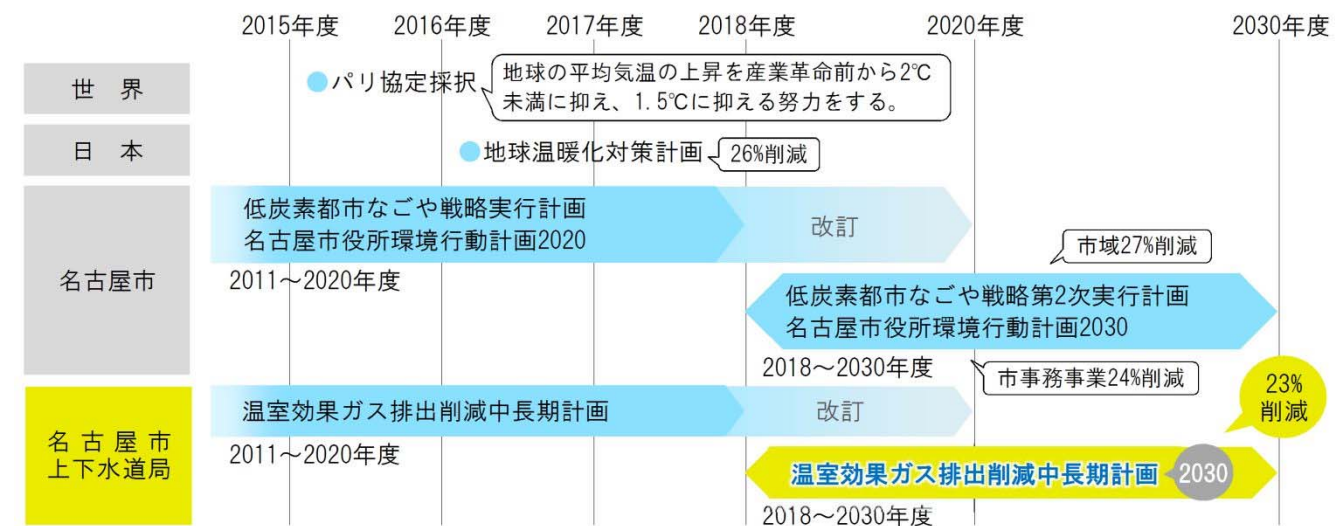 2015年度
2016年度
2017年度
2018年度
2020年度
2030年度
世 界
パリ協定採択
地球の平均気温の上昇を産業革命前から2℃
未満に抑え、1.5℃に抑える努力をする。
日 本
地球温暖化対策計画
26%削減
名古屋市
低炭素都市なごや戦略実行計画
名古屋市役所環境行動計画2020
改訂
2011～2020年度
市域27%削減
低炭素都市なごや戦略第2次実行計画
名古屋市役所環境行動計画2030
2018～2030年度
市事務事業24%削減
名古屋市
上下水道局
温室効果ガス排出削減中長期計画
改訂
2011～2020年度
23%
削減
温室効果ガス排出削減中長期計画 2030
2018～2030年度